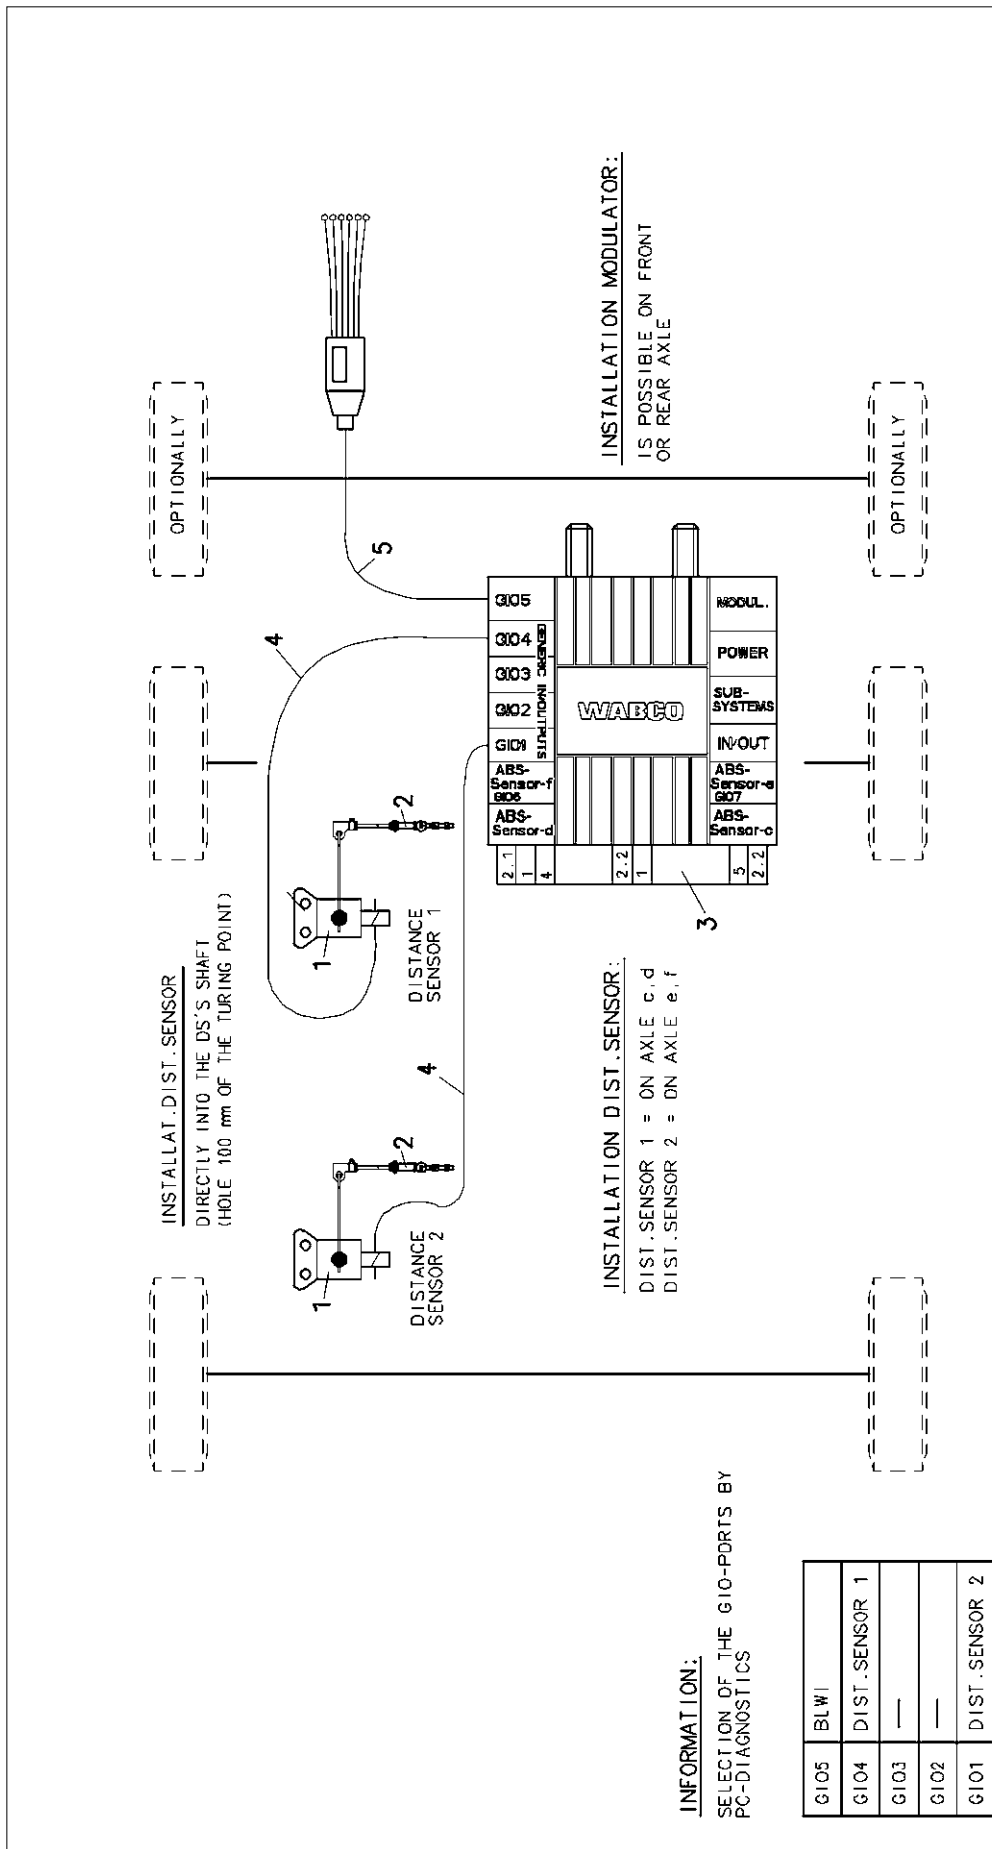 INSTALLAT.DIST.SENSOR
DIRECTLY INTO THE DS'S SHAFT
(HOLE 100 mm OF THE TURING POINT)
OPTIONALLY
4
5
1
2
DISTANCE
SENSOR 1
1
2
DISTANCE
SENSOR 2
4
GIO5
GIO4
GIO3
GIO2
GIO1
GENERIC IN/OUTPUTS
ABS-
Sensor-f
GIO6
ABS-
Sensor-d
WABCO
MODUL.
POWER
SUB-
SYSTEMS
IN/OUT
ABS-
Sensor-e
GIO7
ABS-
Sensor-c
2.1
1
4
2.2
1
5
2.2
3
INSTALLATION MODULATOR:
IS POSSIBLE ON FRONT
OR REAR AXLE
INSTALLATION DIST.SENSOR:
DIST.SENSOR 1 = ON AXLE c,d
DIST.SENSOR 2 = ON AXLE e,f
OPTIONALLY
INFORMATION:
SELECTION OF THE GIO-PORTS BY
PC-DIAGNOSTICS
GIO5 BLWI
GIO4 DIST.SENSOR 1
GIO3 —
GIO2 —
GIO1 DIST.SENSOR 2